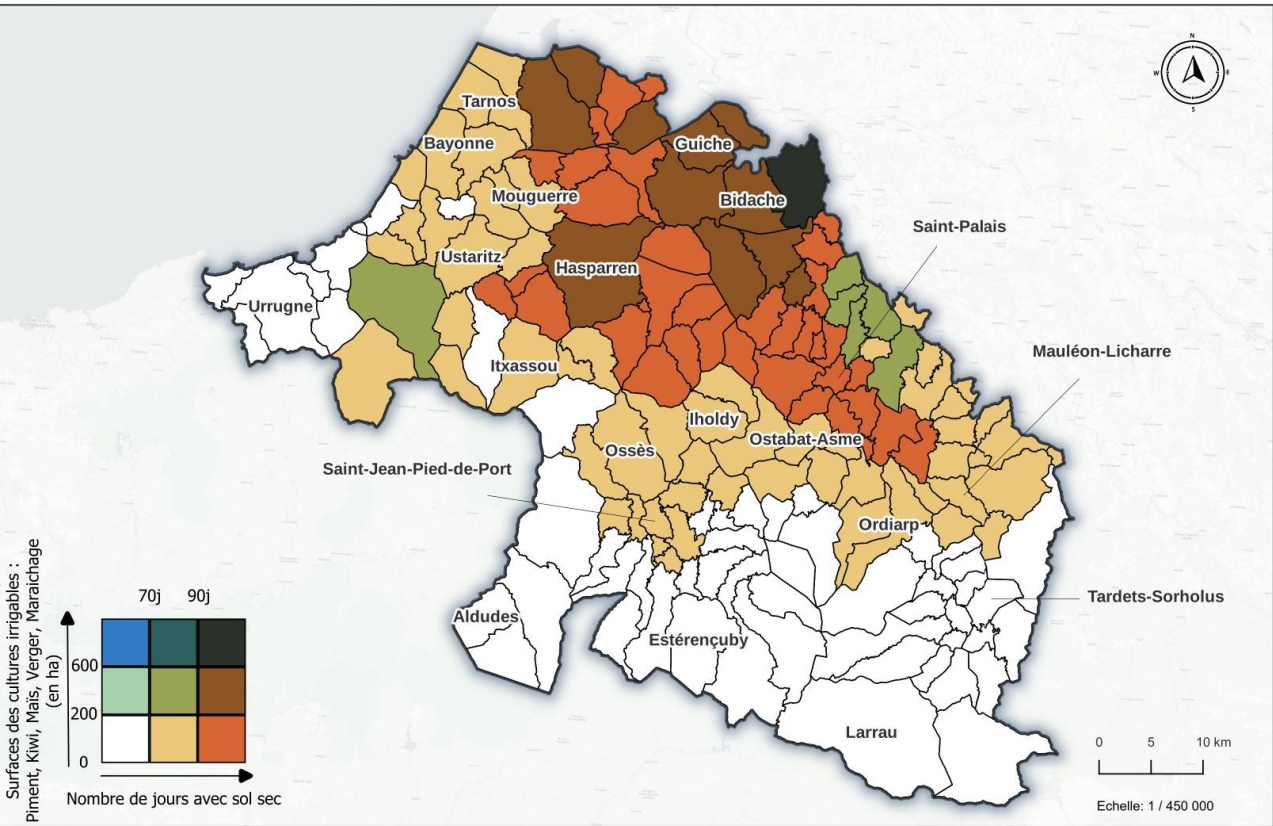 N
W
E
S
Tarnos
Bayonne
Guiche
Mouguerre
Bidache
Saint-Palais
Ustaritz
Hasparren
Urrugne
Mauléon-Licharre
Itxassou
Iholdy
Ostabat-Asme
Ossès
Saint-Jean-Pied-de-Port
Ordiarp
Tardets-Sorholus
Aldudes
Estérençuby
Larrau
Surfaces des cultures irrigables :
Piment, Kiwi, Maïs, Verger, Maraichage
(en ha)
70j 90j
600
200
0
Nombre de jours avec sol sec
0 5 10 km
Echelle: 1 / 450 000